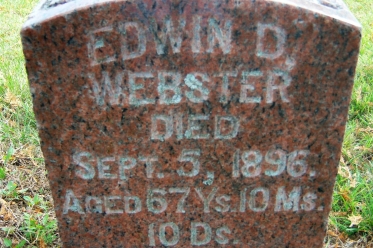 EDWIN D,
WEBSTER
DIED
SEPT. 5, 1896.
AGED 67 YS. 10 MS.
10 DS.